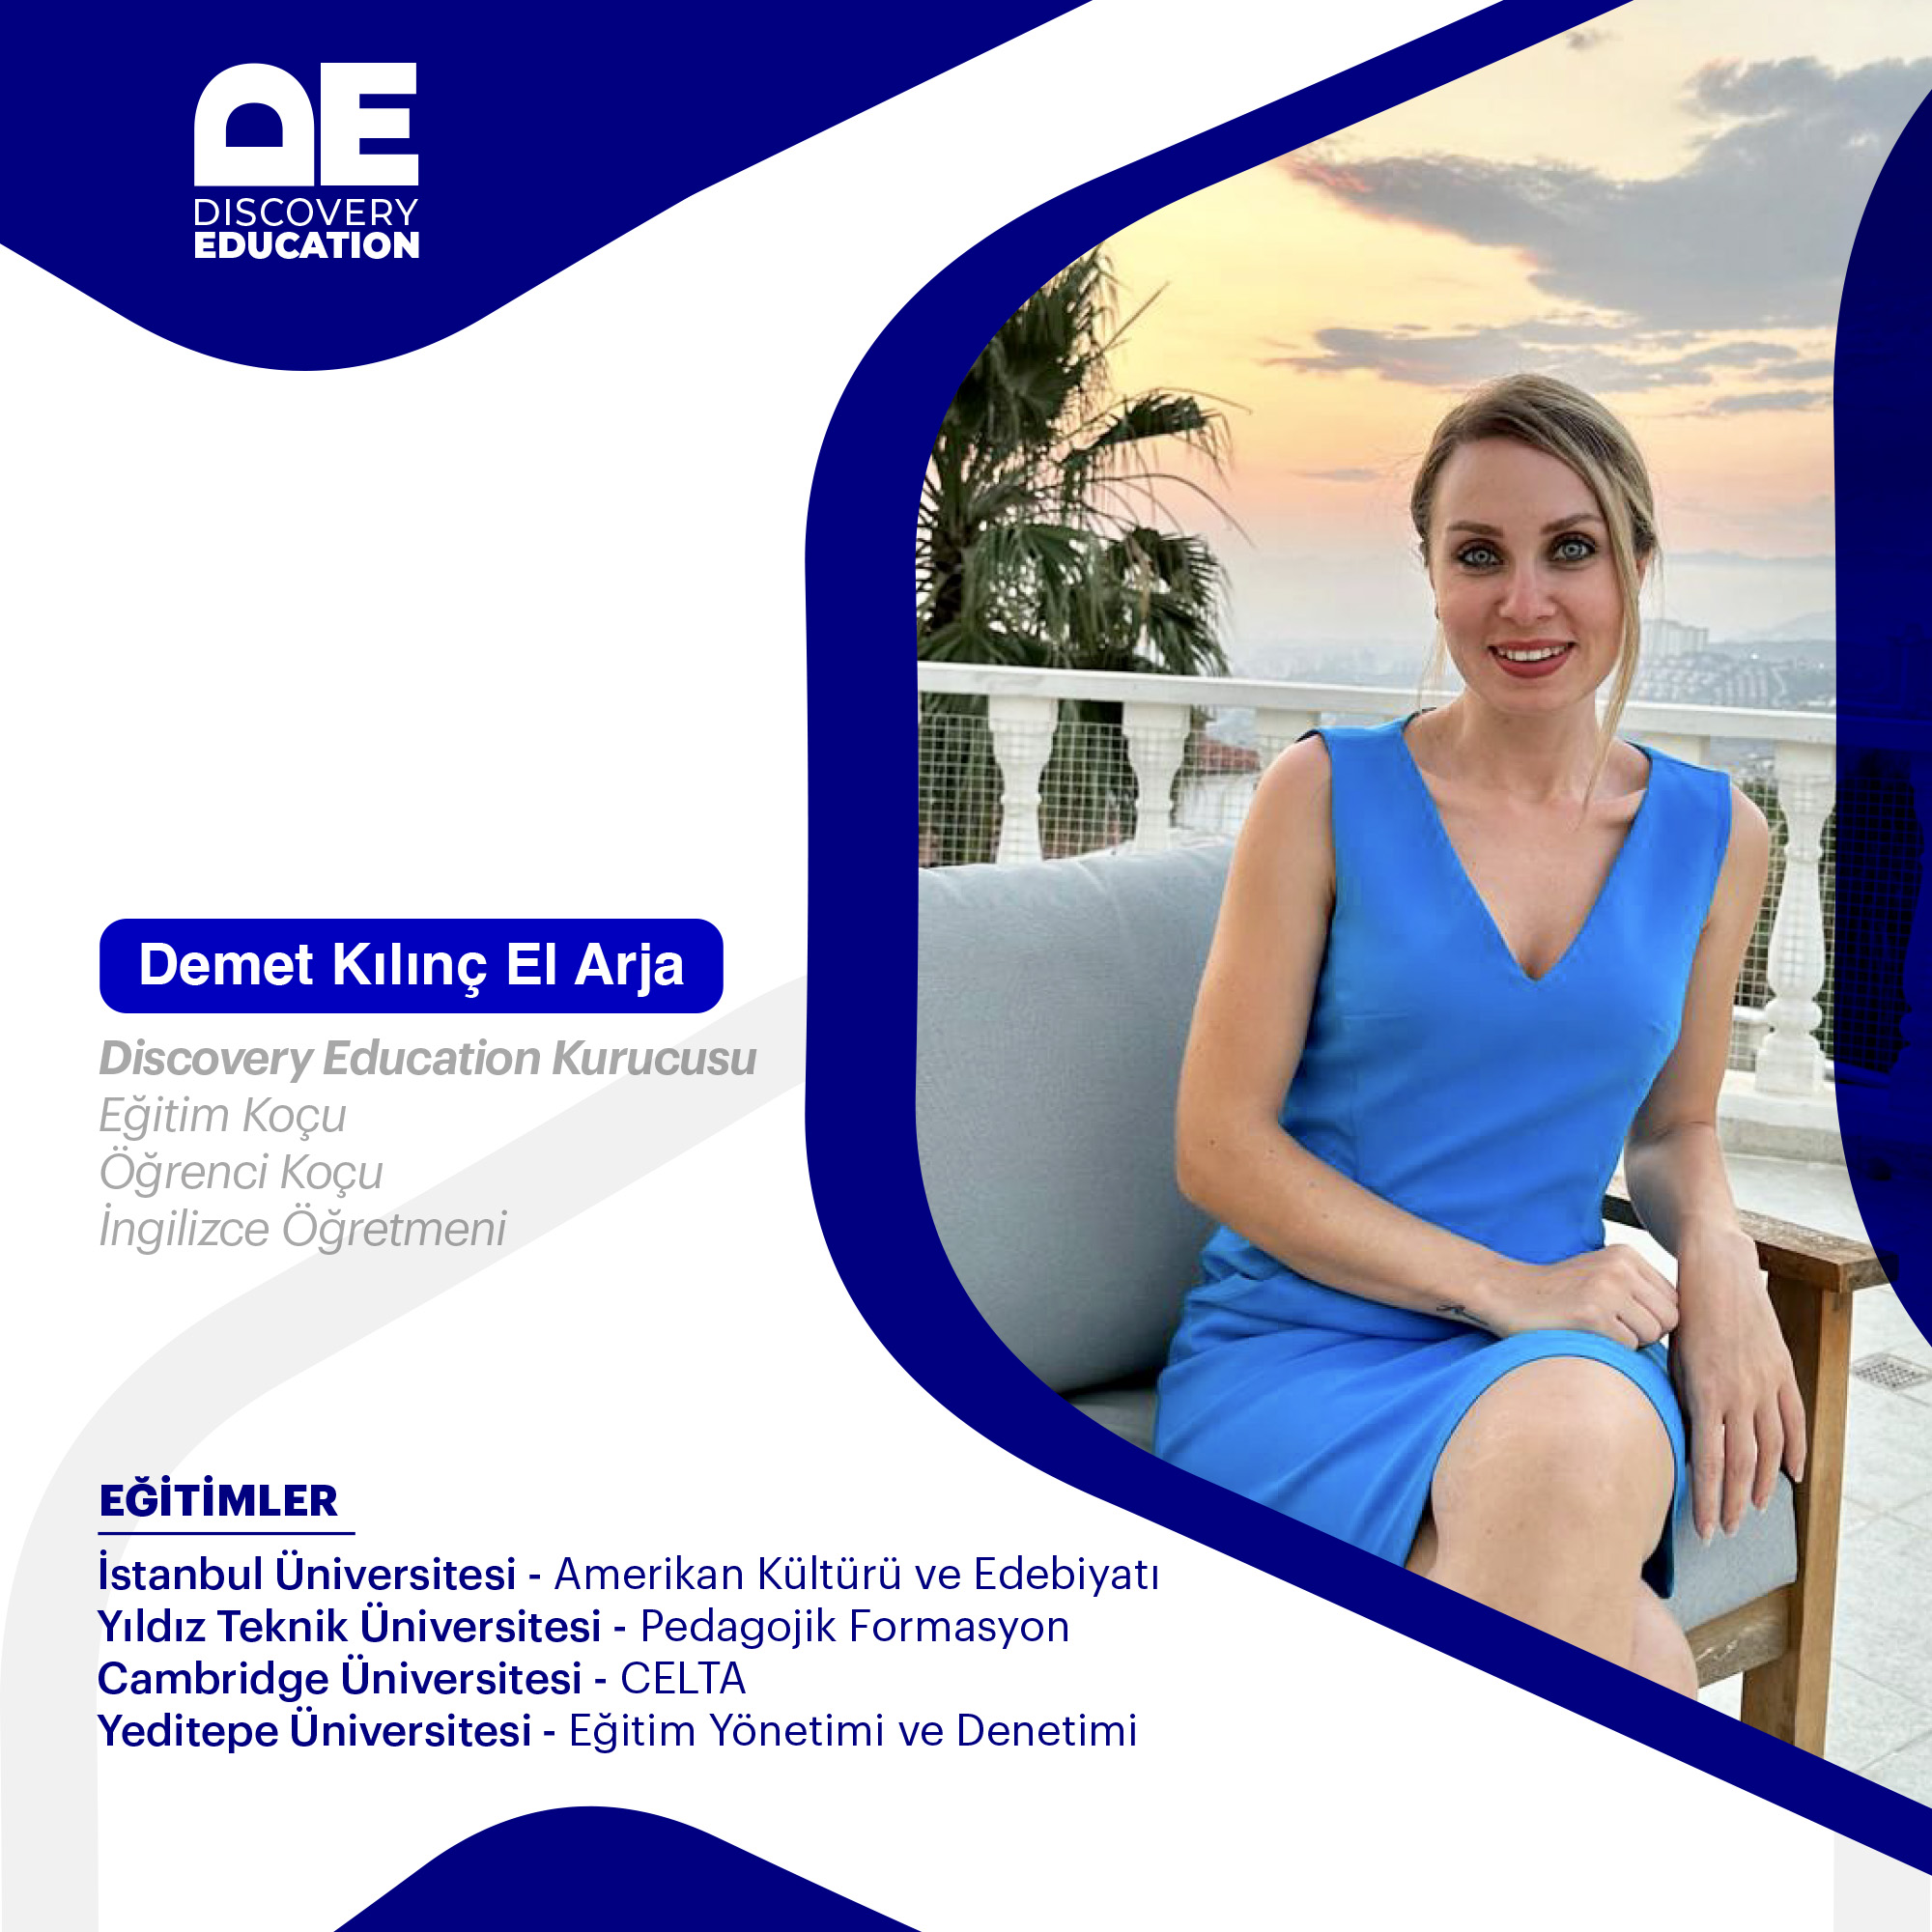 DE
DISCOVERY
EDUCATION
Demet Kılınç El Arja
Discovery Education Kurucusu
Eğitim Koçu
Öğrenci Koçu
İngilizce Öğretmeni
EĞİTİMLER
İstanbul Üniversitesi - Amerikan Kültürü ve Edebiyatı
Yıldız Teknik Üniversitesi - Pedagojik Formasyon
Cambridge Üniversitesi - CELTA
Yeditepe Üniversitesi - Eğitim Yönetimi ve Denetimi